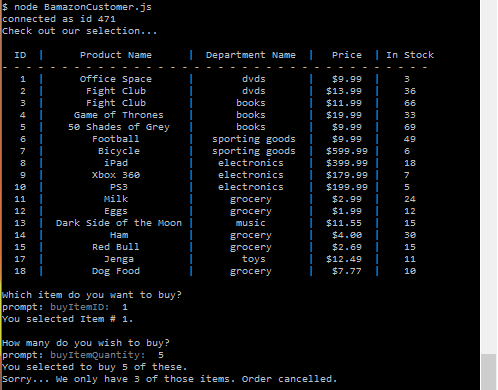 $ node BamazonCustomer.js
connected as id 471
Check out our selection...
ID | Product Name | Department Name | Price | In Stock
- - - - - - - - - - - - - - - - - - - - - - - - - - - - - - - - - - - -
1 | Office Space | dvds | $9.99 | 3
2 | Fight Club | dvds | $13.99 | 36
3 | Fight Club | books | $11.99 | 66
4 | Game of Thrones | books | $19.99 | 33
5 | 50 Shades of Grey | books | $9.99 | 69
6 | Football | sporting goods | $9.99 | 49
7 | Bicycle | sporting goods | $599.99 | 6
8 | iPad | electronics | $399.99 | 18
9 | Xbox 360 | electronics | $179.99 | 7
10 | PS3 | electronics | $199.99 | 5
11 | Milk | grocery | $2.99 | 24
12 | Eggs | grocery | $1.99 | 12
13 | Dark Side of the Moon | music | $11.55 | 15
14 | Ham | grocery | $4.00 | 30
15 | Red Bull | grocery | $2.69 | 15
17 | Jenga | toys | $12.49 | 11
18 | Dog Food | grocery | $7.77 | 10
Which item do you want to buy?
prompt: buyItemID: 1
You selected Item # 1.
How many do you wish to buy?
prompt: buyItemQuantity: 5
You selected to buy 5 of these.
Sorry... We only have 3 of those items. Order cancelled.